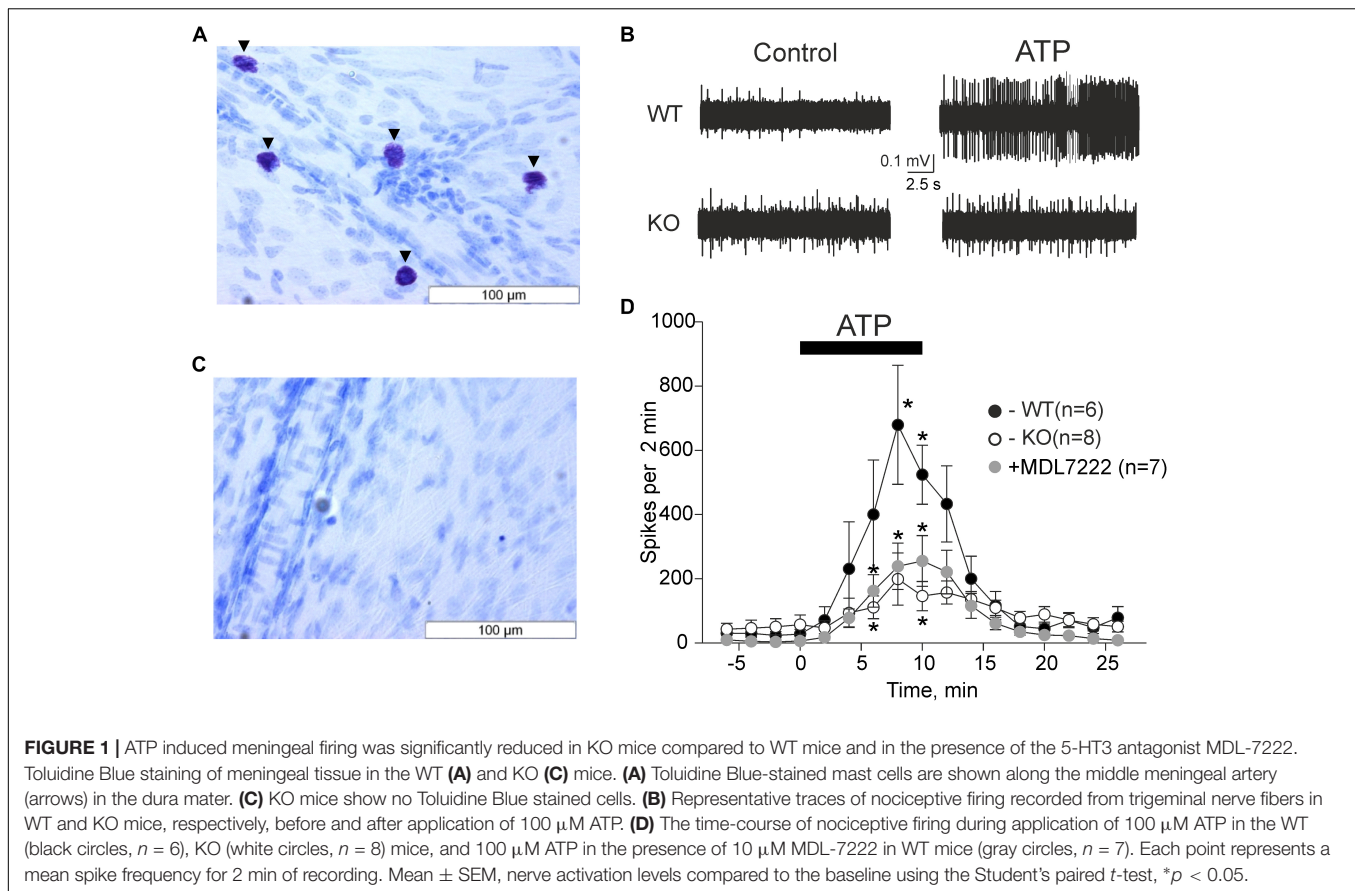 A
100 µm
B
Control
ATP
WT
0.1 mV
2.5 s
KO
C
100 µm
D
1000
800
600
400
200
0
Spikes per 2 min
ATP
* *
* *
* *
* *
- WT(n=6)
- KO(n=8)
+MDL7222 (n=7)
-5 0 5 10 15 20 25
Time, min
FIGURE 1 | ATP induced meningeal firing was significantly reduced in KO mice compared to WT mice and in the presence of the 5-HT3 antagonist MDL-7222.
Toluidine Blue staining of meningeal tissue in the WT (A) and KO (C) mice. (A) Toluidine Blue-stained mast cells are shown along the middle meningeal artery
(arrows) in the dura mater. (C) KO mice show no Toluidine Blue stained cells. (B) Representative traces of nociceptive firing recorded from trigeminal nerve fibers in
WT and KO mice, respectively, before and after application of 100 µM ATP. (D) The time-course of nociceptive firing during application of 100 µM ATP in the WT
(black circles, n = 6), KO (white circles, n = 8) mice, and 100 µM ATP in the presence of 10 µM MDL-7222 in WT mice (gray circles, n = 7). Each point represents a
mean spike frequency for 2 min of recording. Mean ± SEM, nerve activation levels compared to the baseline using the Student's paired t-test, *p < 0.05.